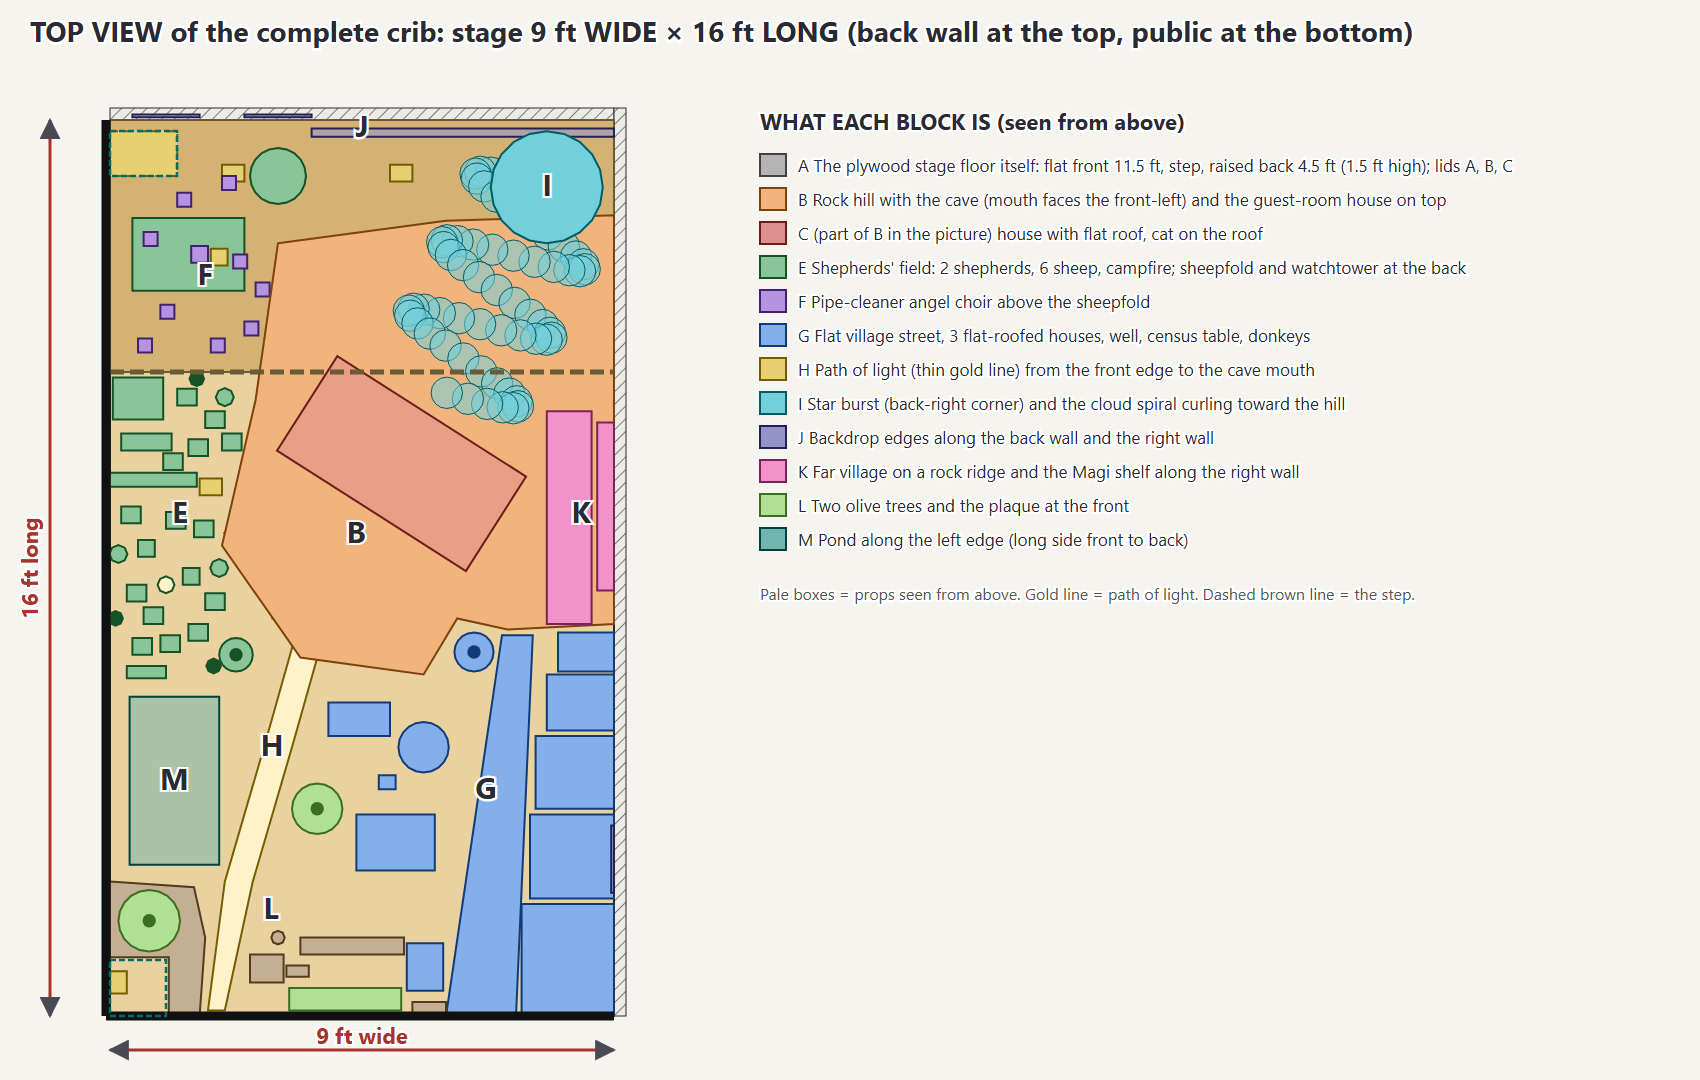 TOP VIEW of the complete crib: stage 9 ft WIDE × 16 ft LONG (back wall at the top, public at the bottom)
J
I
F
E
B
K
H
M
G
L
16 ft long
9 ft wide
WHAT EACH BLOCK IS (seen from above)
A The plywood stage floor itself: flat front 11.5 ft, step, raised back 4.5 ft (1.5 ft high); lids A, B, C
B Rock hill with the cave (mouth faces the front-left) and the guest-room house on top
C (part of B in the picture) house with flat roof, cat on the roof
E Shepherds' field: 2 shepherds, 6 sheep, campfire; sheepfold and watchtower at the back
F Pipe-cleaner angel choir above the sheepfold
G Flat village street, 3 flat-roofed houses, well, census table, donkeys
H Path of light (thin gold line) from the front edge to the cave mouth
I Star burst (back-right corner) and the cloud spiral curling toward the hill
J Backdrop edges along the back wall and the right wall
K Far village on a rock ridge and the Magi shelf along the right wall
L Two olive trees and the plaque at the front
M Pond along the left edge (long side front to back)
Pale boxes = props seen from above. Gold line = path of light. Dashed brown line = the step.